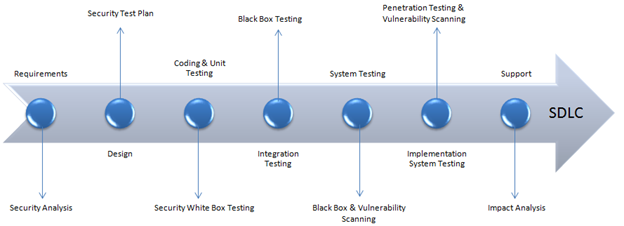 Penetration Testing &
Vulnerability Scanning
Security Test Plan
Black Box Testing
Coding & Unit
Testing
Requirements
System Testing
Support
SDLC
Design
Integration
Testing
Implementation
System Testing
Security Analysis
Security White Box Testing
Black Box & Vulnerability
Scanning
Impact Analysis